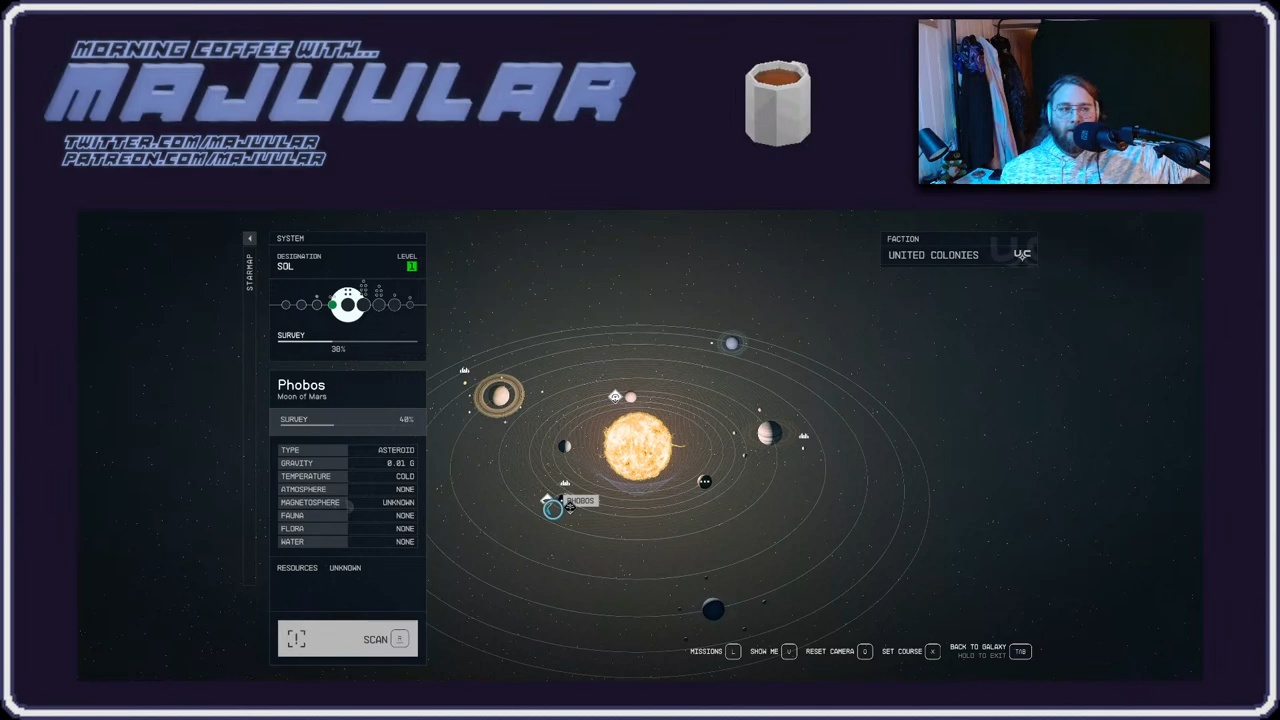 MORNING COFFEE WITH...
MAJUULAR
TWITTER.COM/MAJUULAR
PATREON.COM/MAJUULAR
STARMAP
SYSTEM
DESIGNATION LEVEL
SOL 1
SURVEY
30%
Phobos
Moon of Mars
SURVEY 40%
TYPE ASTEROID
GRAVITY 0.01 G
TEMPERATURE COLD
ATMOSPHERE NONE
MAGNETOSPHERE UNKNOWN
FAUNA NONE
FLORA NONE
WATER NONE
RESOURCES UNKNOWN
SCAN R
FACTION
UNITED COLONIES UC
PHOBOS
MISSIONS L SHOW ME U RESET CAMERA Q SET COURSE X BACK TO GALAXY TAB
HOLD TO EXIT